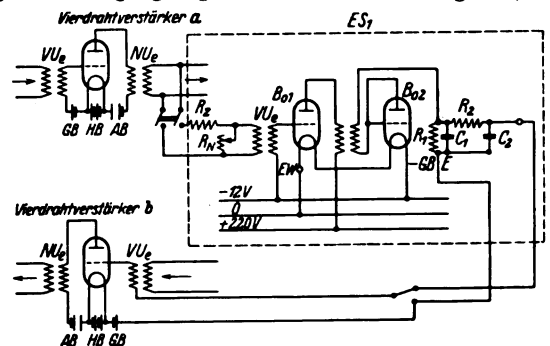 Vierdrahtverstärker a
ES1
VUe
NUe
GB
HB
AB
Rz
RN
VUe
Bo1
Bo2
EW
-GB
R1
C1
E
R2
C2
-12V
0
+220V
Vierdrahtverstärker b
NUe
VUe
AB
HB
GB